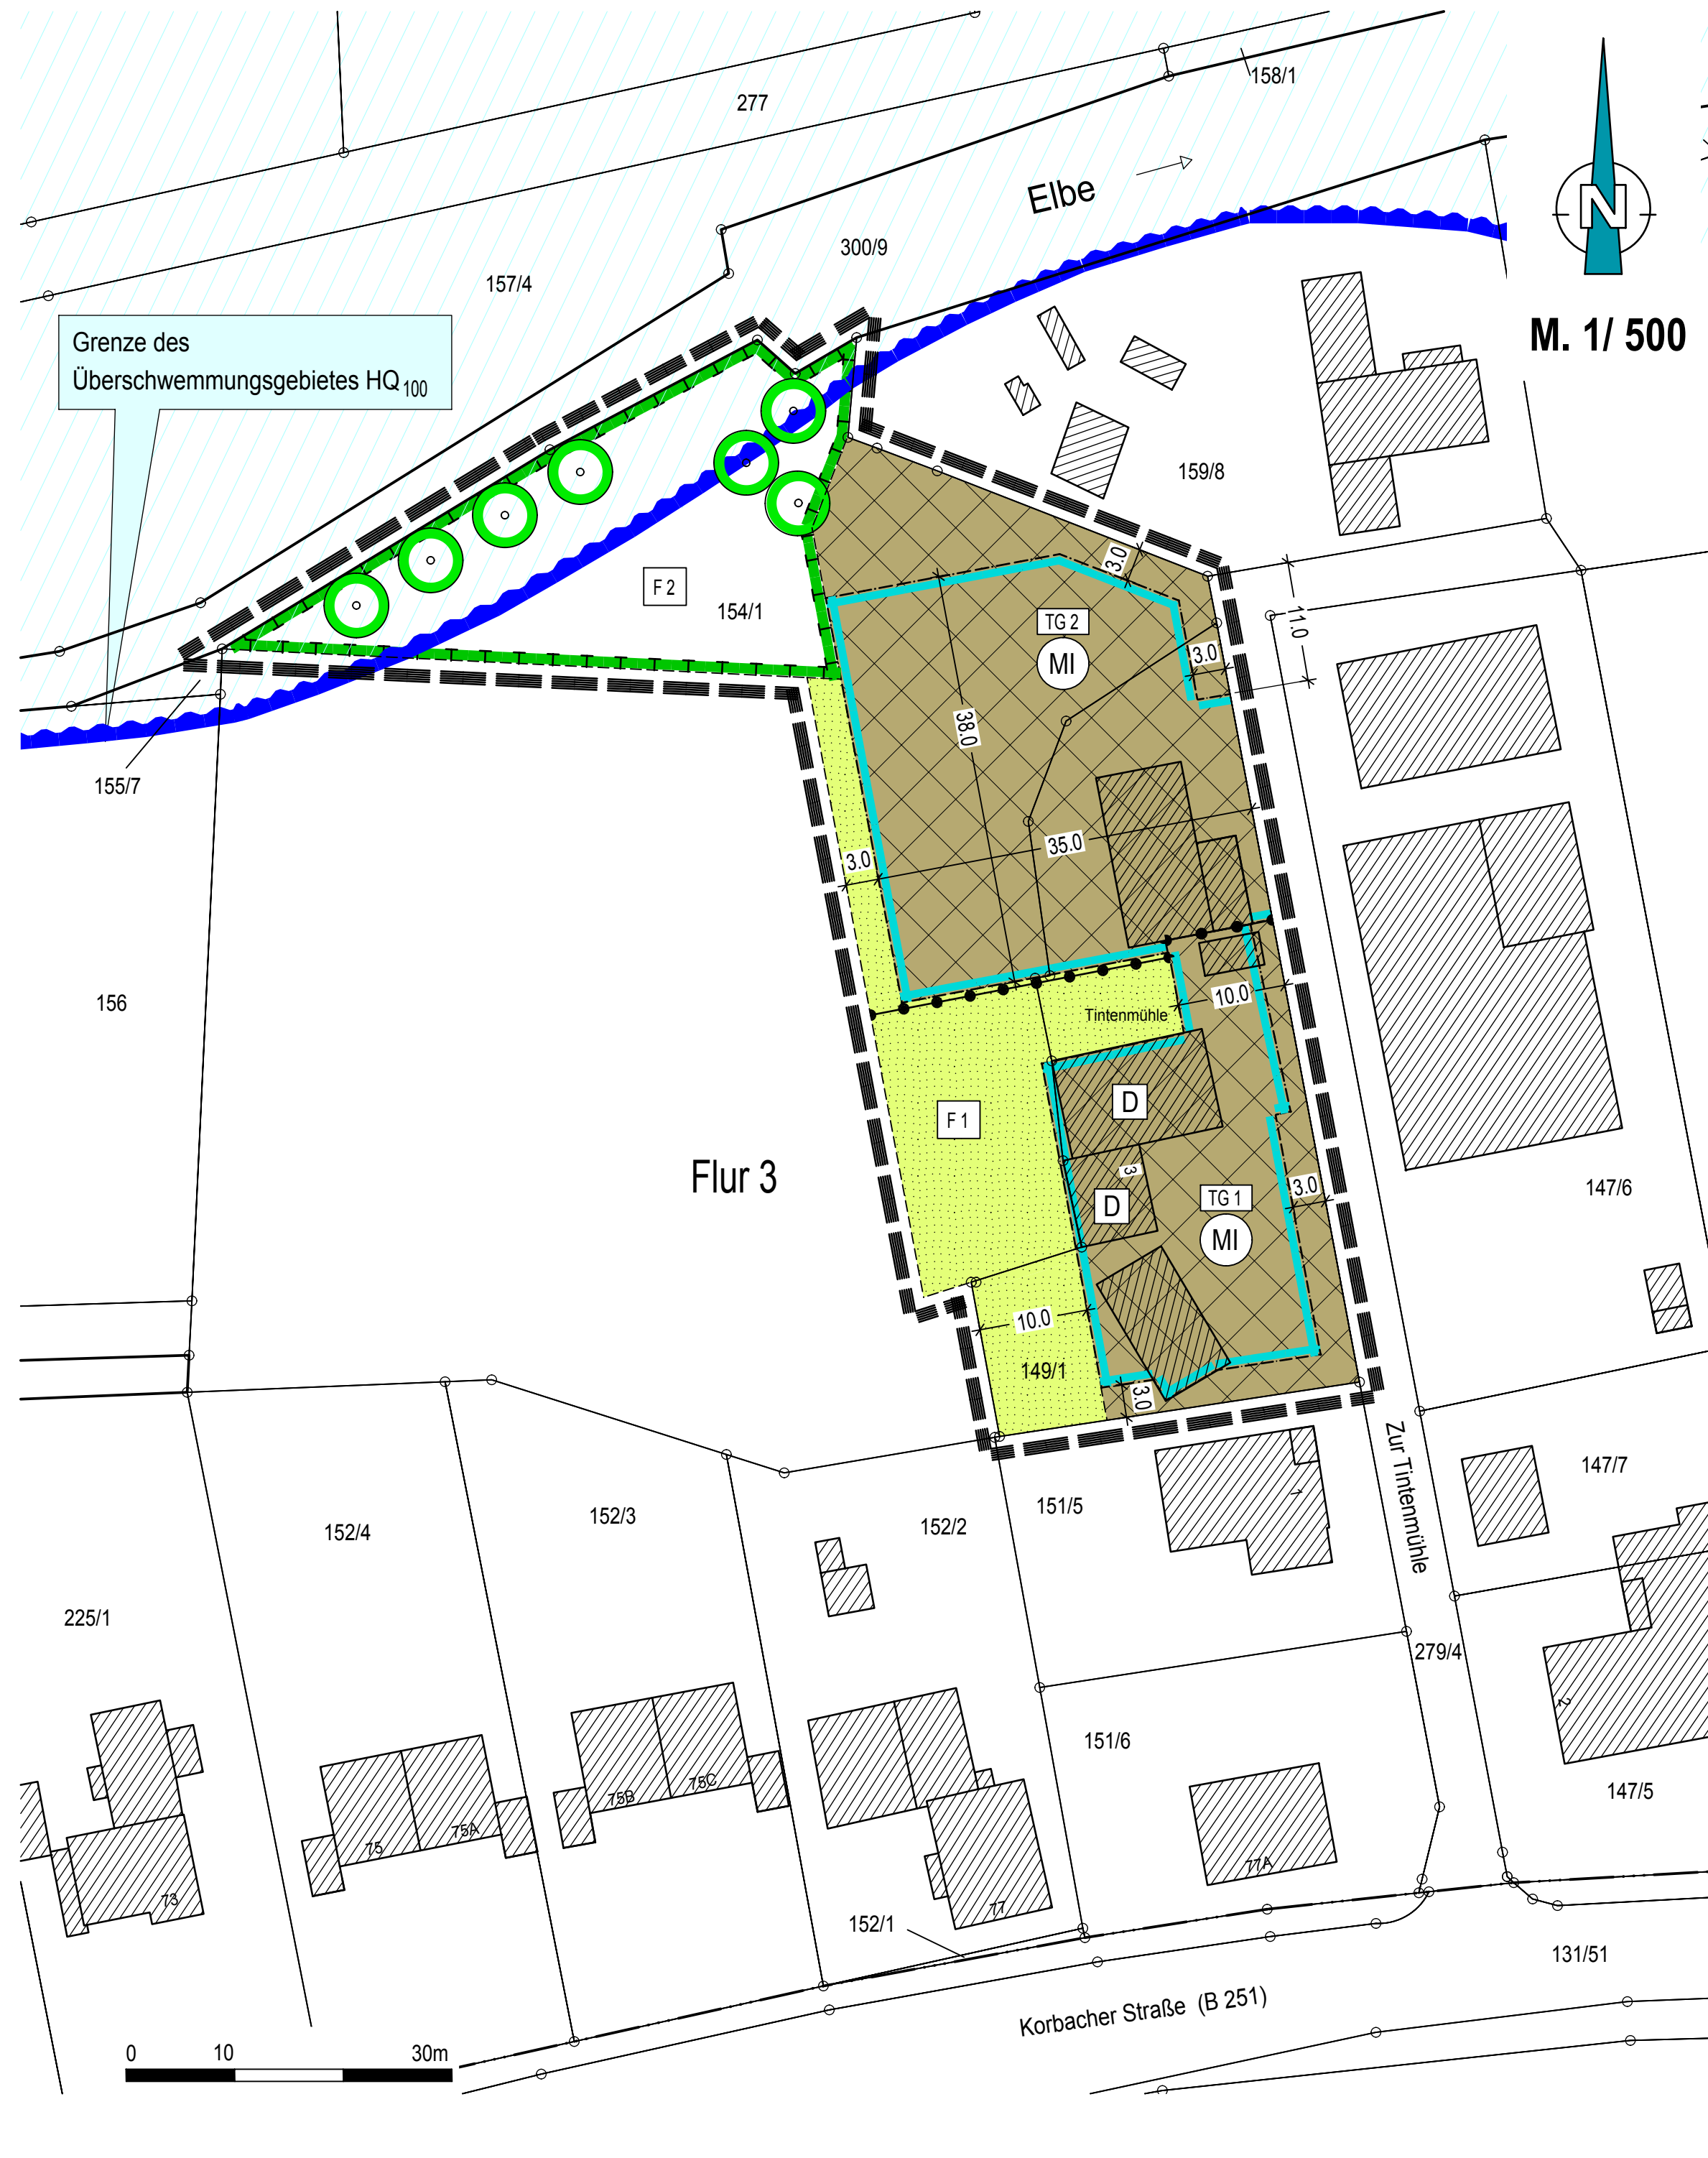 277
158/1
Elbe
300/9
157/4
N
M. 1/ 500
Grenze des
Überschwemmungsgebietes HQ100
159/8
3.0
11.0
F 2
154/1
TG 2
MI
3.0
38.0
155/7
35.0
3.0
156
10.0
Tintenmühle
F 1
D
3
D
Flur 3
TG 1
MI
3.0
147/6
10.0
149/1
3.0
Zur Tintenmühle
147/7
152/4
152/3
152/2
151/5
1
225/1
279/4
2
151/6
147/5
75B
75C
75
75A
73
77
77A
152/1
131/51
Korbacher Straße (B 251)
0 10 30m